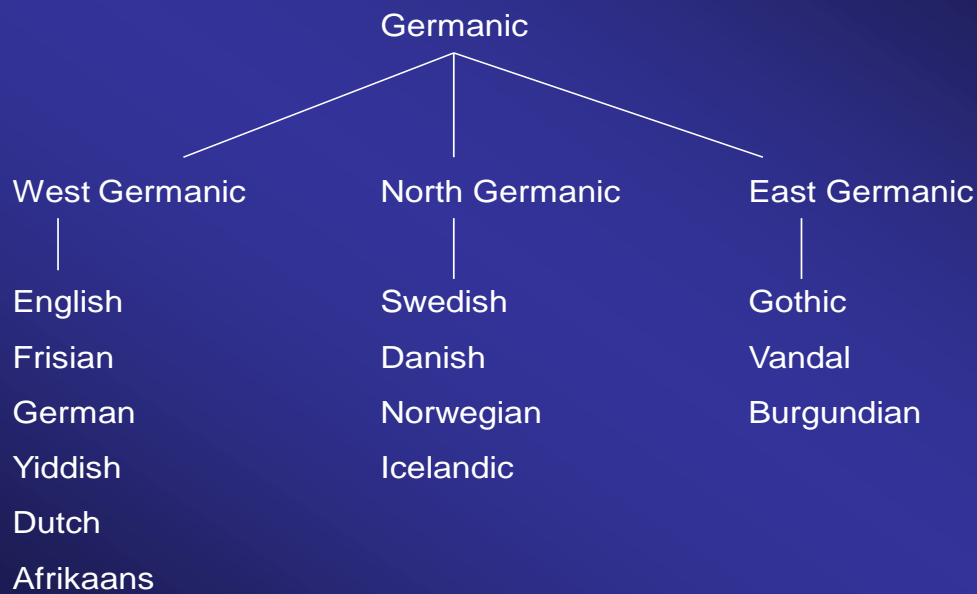 Germanic
West Germanic
North Germanic
East Germanic
English
Swedish
Gothic
Frisian
Danish
Vandal
German
Norwegian
Burgundian
Yiddish
Icelandic
Dutch
Afrikaans